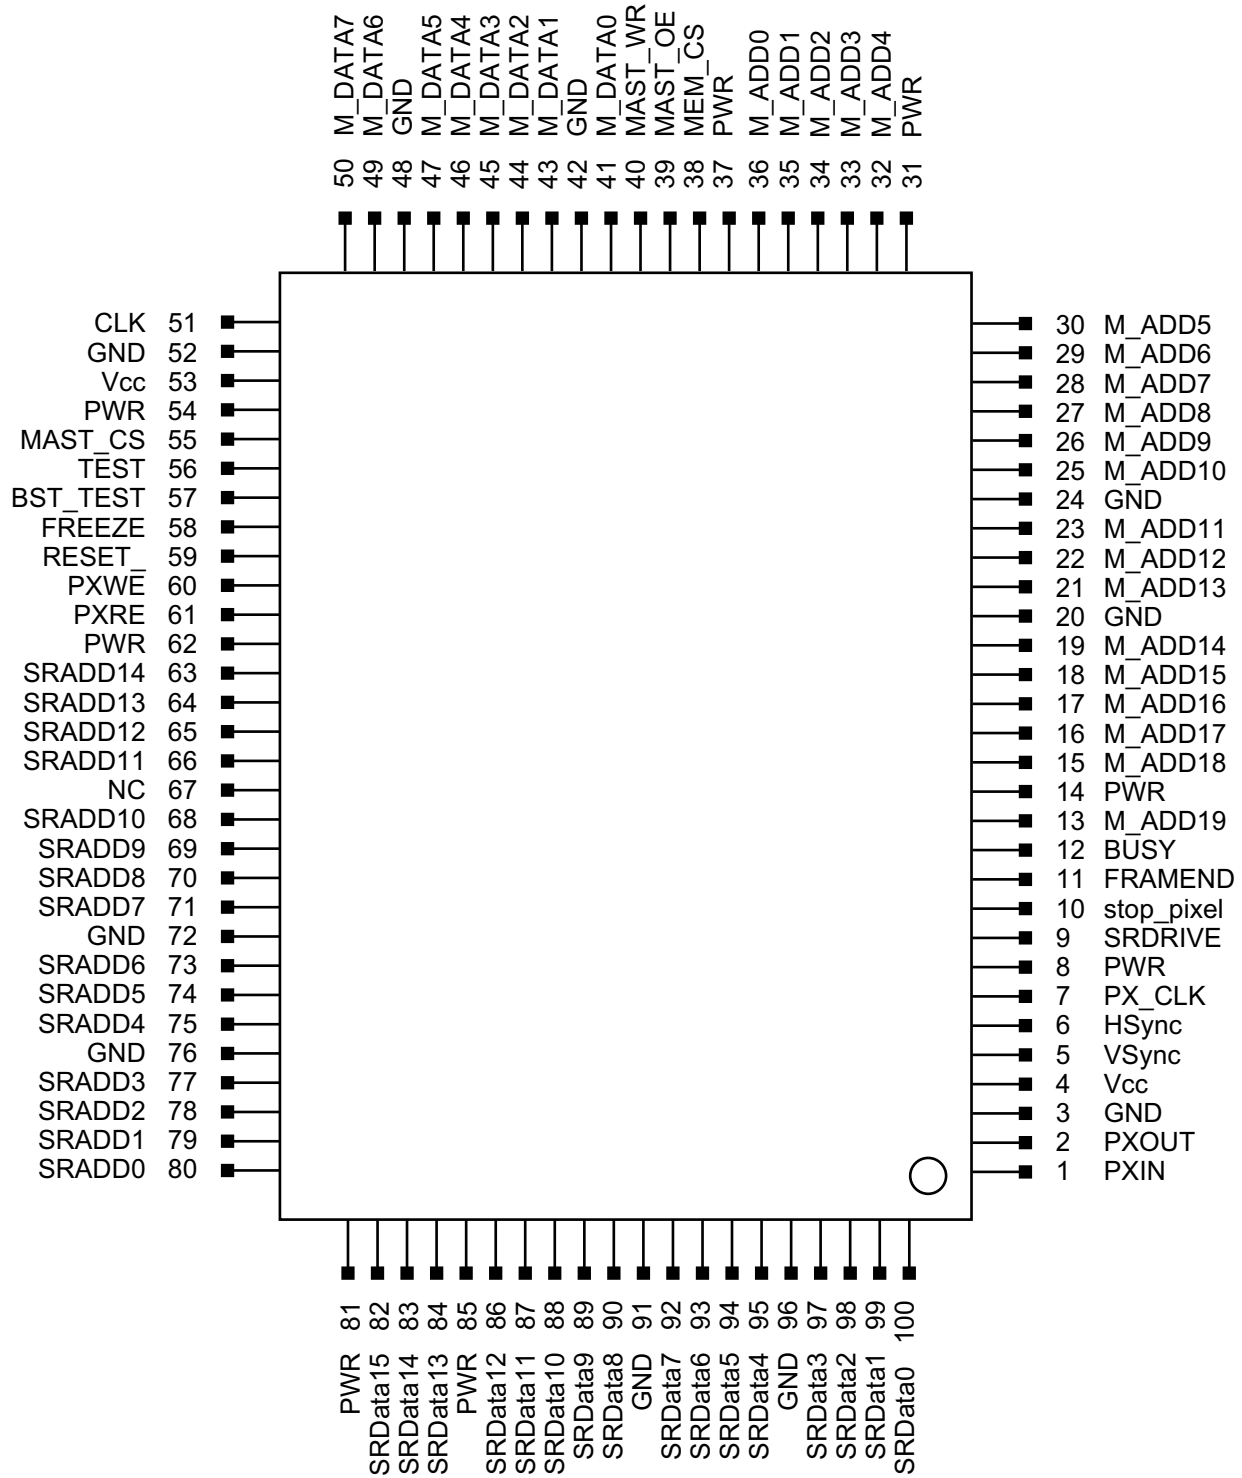 50 M_DATA7
49 M_DATA6
48 GND
47 M_DATA5
46 M_DATA4
45 M_DATA3
44 M_DATA2
43 M_DATA1
42 GND
41 M_DATA0
40 MAST_WR
39 MAST_OE
38 MEM_CS
37 PWR
36 M_ADD0
35 M_ADD1
34 M_ADD2
33 M_ADD3
32 M_ADD4
31 PWR
CLK 51
GND 52
Vcc 53
PWR 54
MAST_CS 55
TEST 56
BST_TEST 57
FREEZE 58
RESET_ 59
PXWE 60
PXRE 61
PWR 62
SRADD14 63
SRADD13 64
SRADD12 65
SRADD11 66
NC 67
SRADD10 68
SRADD9 69
SRADD8 70
SRADD7 71
GND 72
SRADD6 73
SRADD5 74
SRADD4 75
GND 76
SRADD3 77
SRADD2 78
SRADD1 79
SRADD0 80
30 M_ADD5
29 M_ADD6
28 M_ADD7
27 M_ADD8
26 M_ADD9
25 M_ADD10
24 GND
23 M_ADD11
22 M_ADD12
21 M_ADD13
20 GND
19 M_ADD14
18 M_ADD15
17 M_ADD16
16 M_ADD17
15 M_ADD18
14 PWR
13 M_ADD19
12 BUSY
11 FRAMEND
10 stop_pixel
9 SRDRIVE
8 PWR
7 PX_CLK
6 HSync
5 VSync
4 Vcc
3 GND
2 PXOUT
1 PXIN
PWR 81
SRData15 82
SRData14 83
SRData13 84
PWR 85
SRData12 86
SRData11 87
SRData10 88
SRData9 89
SRData8 90
GND 91
SRData7 92
SRData6 93
SRData5 94
SRData4 95
GND 96
SRData3 97
SRData2 98
SRData1 99
SRData0 100